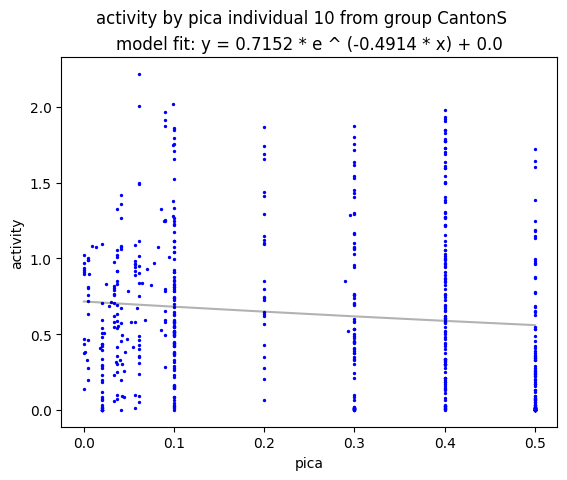 activity by pica individual 10 from group CantonS
model fit: y = 0.7152 * e ^ (-0.4914 * x) + 0.0
2.0
1.5
1.0
0.5
0.0
activity
0.0 0.1 0.2 0.3 0.4 0.5
pica